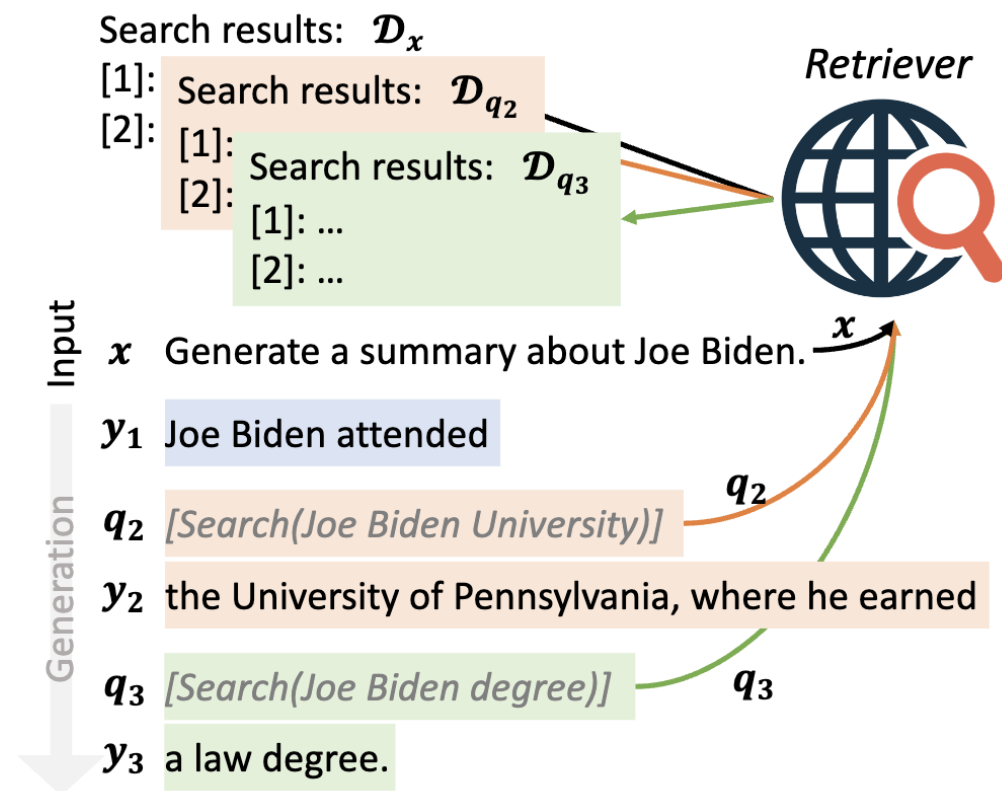 Search results: 𝒟x
[1]:
[2]:
Search results: 𝒟q2
[1]:
[2]:
Search results: 𝒟q3
[1]: ...
[2]: ...
Retriever
Input
x Generate a summary about Joe Biden.
x
Generation
y1 Joe Biden attended
q2 [Search(Joe Biden University)]
q2
y2 the University of Pennsylvania, where he earned
q3 [Search(Joe Biden degree)]
q3
y3 a law degree.